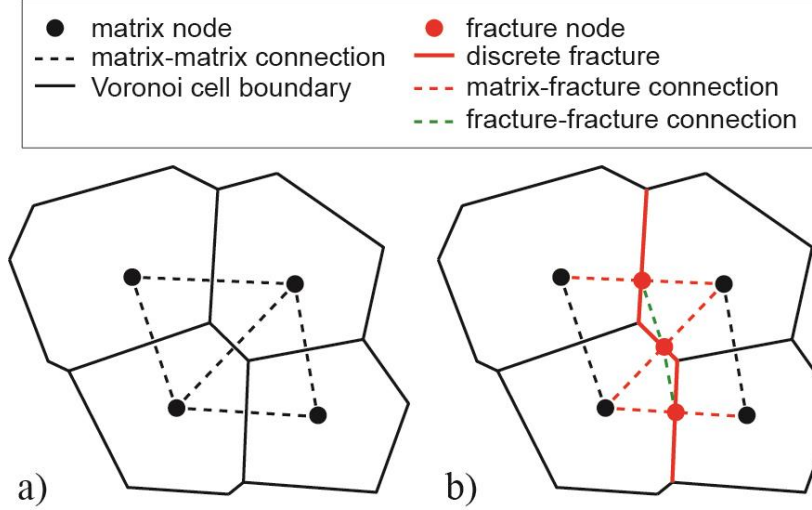 matrix node
matrix-matrix connection
Voronoi cell boundary
fracture node
discrete fracture
matrix-fracture connection
fracture-fracture connection
a)
b)